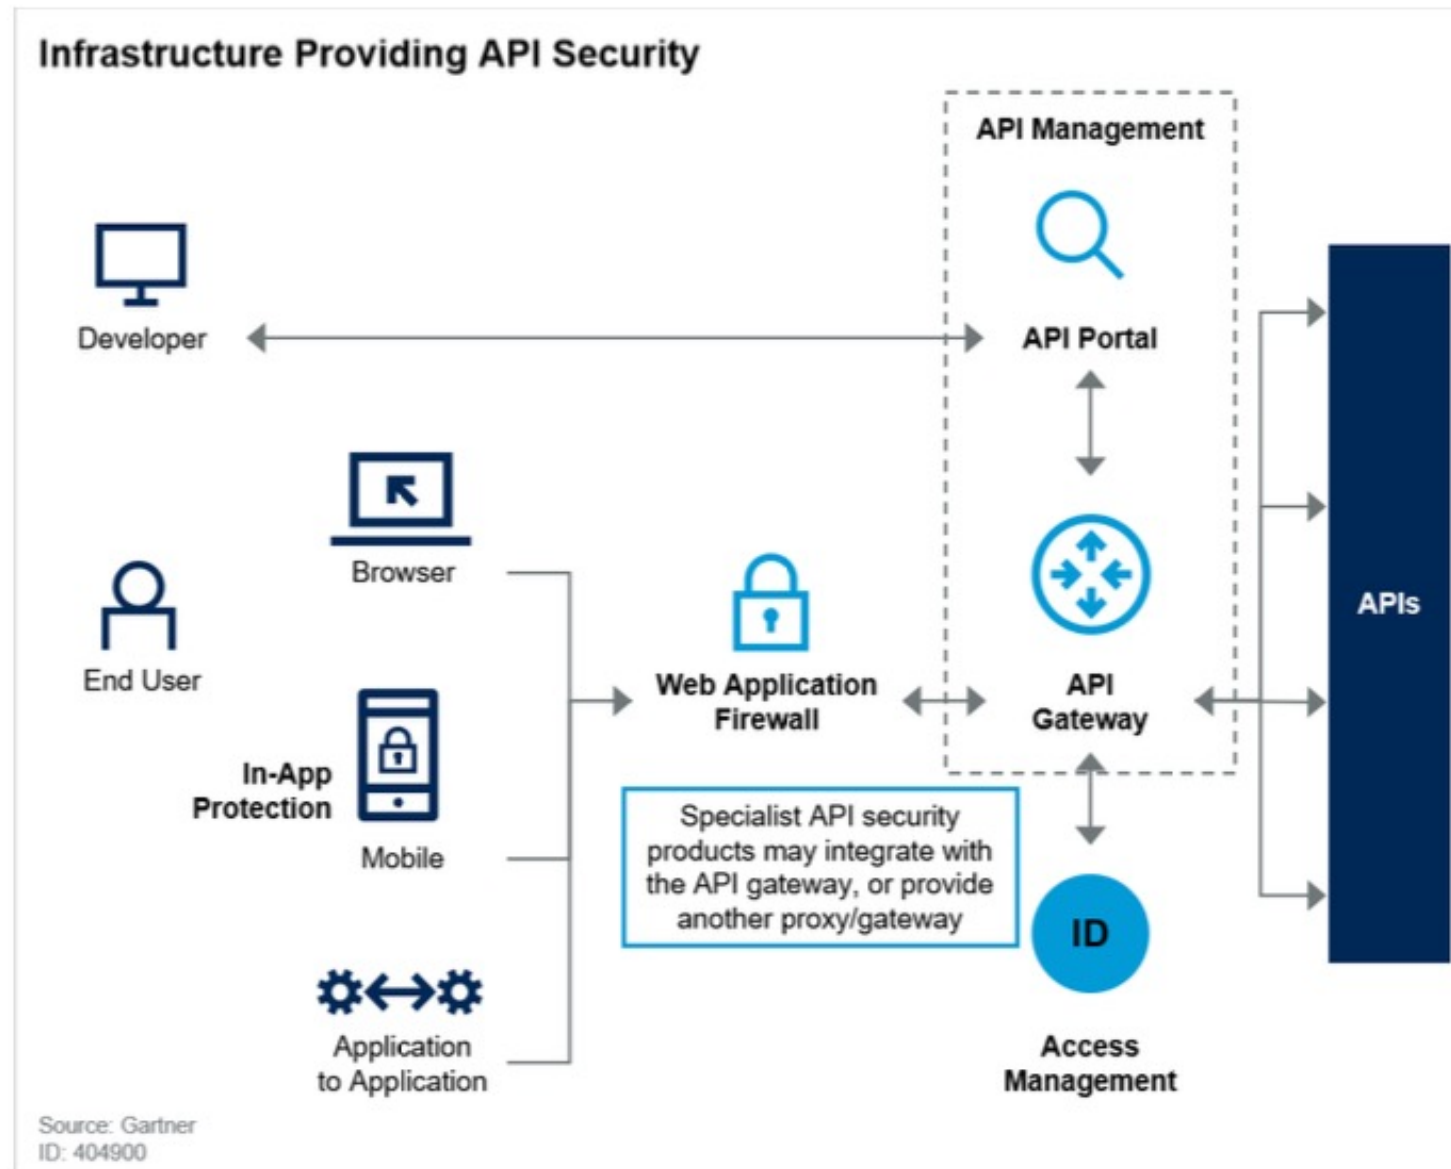 Infrastructure Providing API Security
API Management
Developer
API Portal
Browser
End User
In-App
Protection
Mobile
Application
to Application
Web Application
Firewall
API
Gateway
APIs
Specialist API security
products may integrate with
the API gateway, or provide
another proxy/gateway
ID
Access
Management
Source: Gartner
ID: 404900